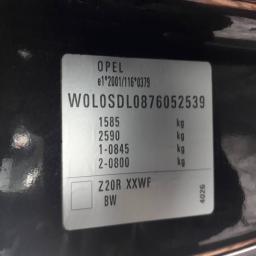 OPEL
e1*2001/116*0379
W0L0SDL0876052539
1585 kg
2590 kg
1-0845 kg
2-0800 kg
Z20R XXWF
BW
4026